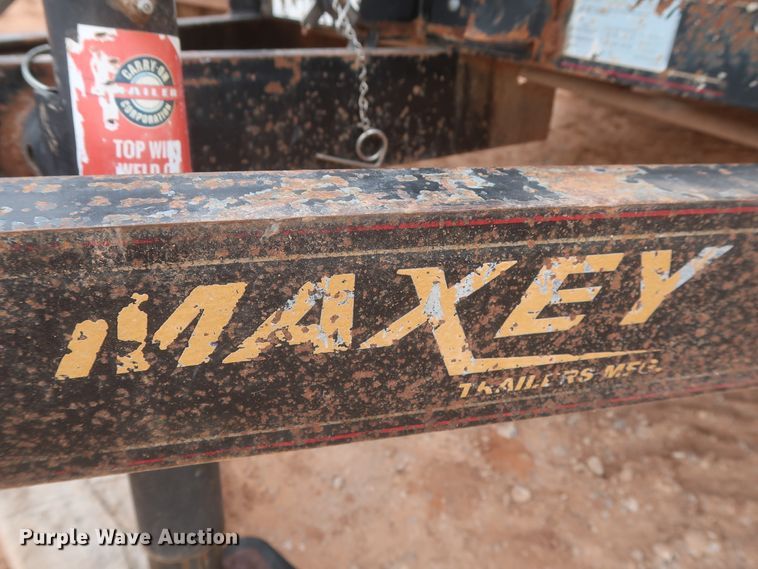 CARRY-ON
TRAILER
CORPORATION
TOP WI
WELD
MAXEY
TRAILERS MFG.
Purple Wave Auction